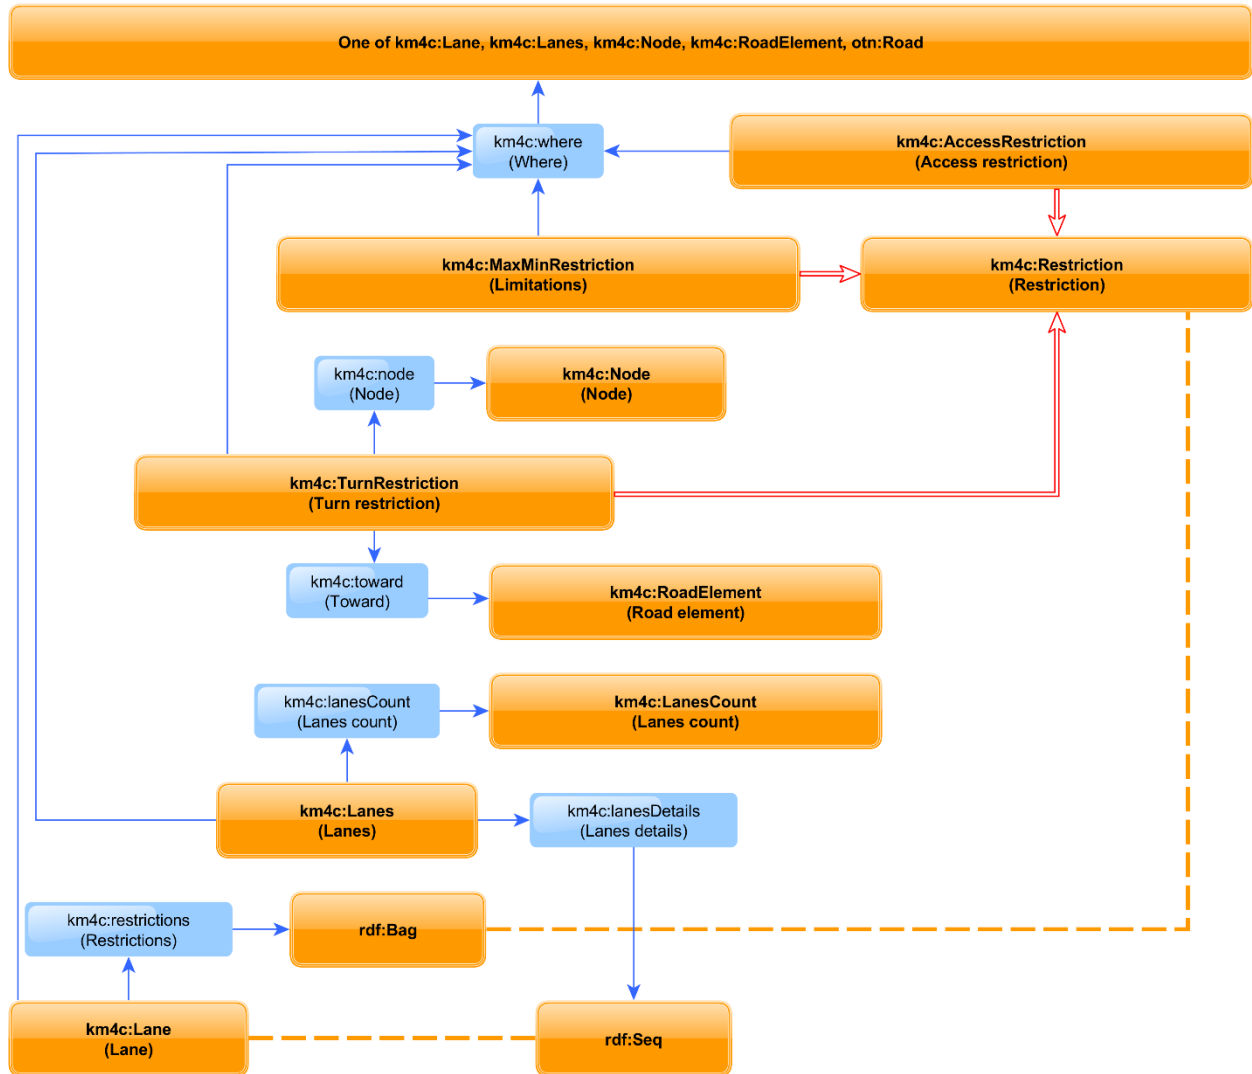 One of km4c:Lane, km4c:Lanes, km4c:Node, km4c:RoadElement, otn:Road
km4c:where
(Where)
km4c:AccessRestriction
(Access restriction)
km4c:MaxMinRestriction
(Limitations)
km4c:Restriction
(Restriction)
km4c:node
(Node)
km4c:Node
(Node)
km4c:TurnRestriction
(Turn restriction)
km4c:toward
(Toward)
km4c:RoadElement
(Road element)
km4c:lanesCount
(Lanes count)
km4c:LanesCount
(Lanes count)
km4c:Lanes
(Lanes)
km4c:lanesDetails
(Lanes details)
km4c:restrictions
(Restrictions)
rdf:Bag
km4c:Lane
(Lane)
rdf:Seq